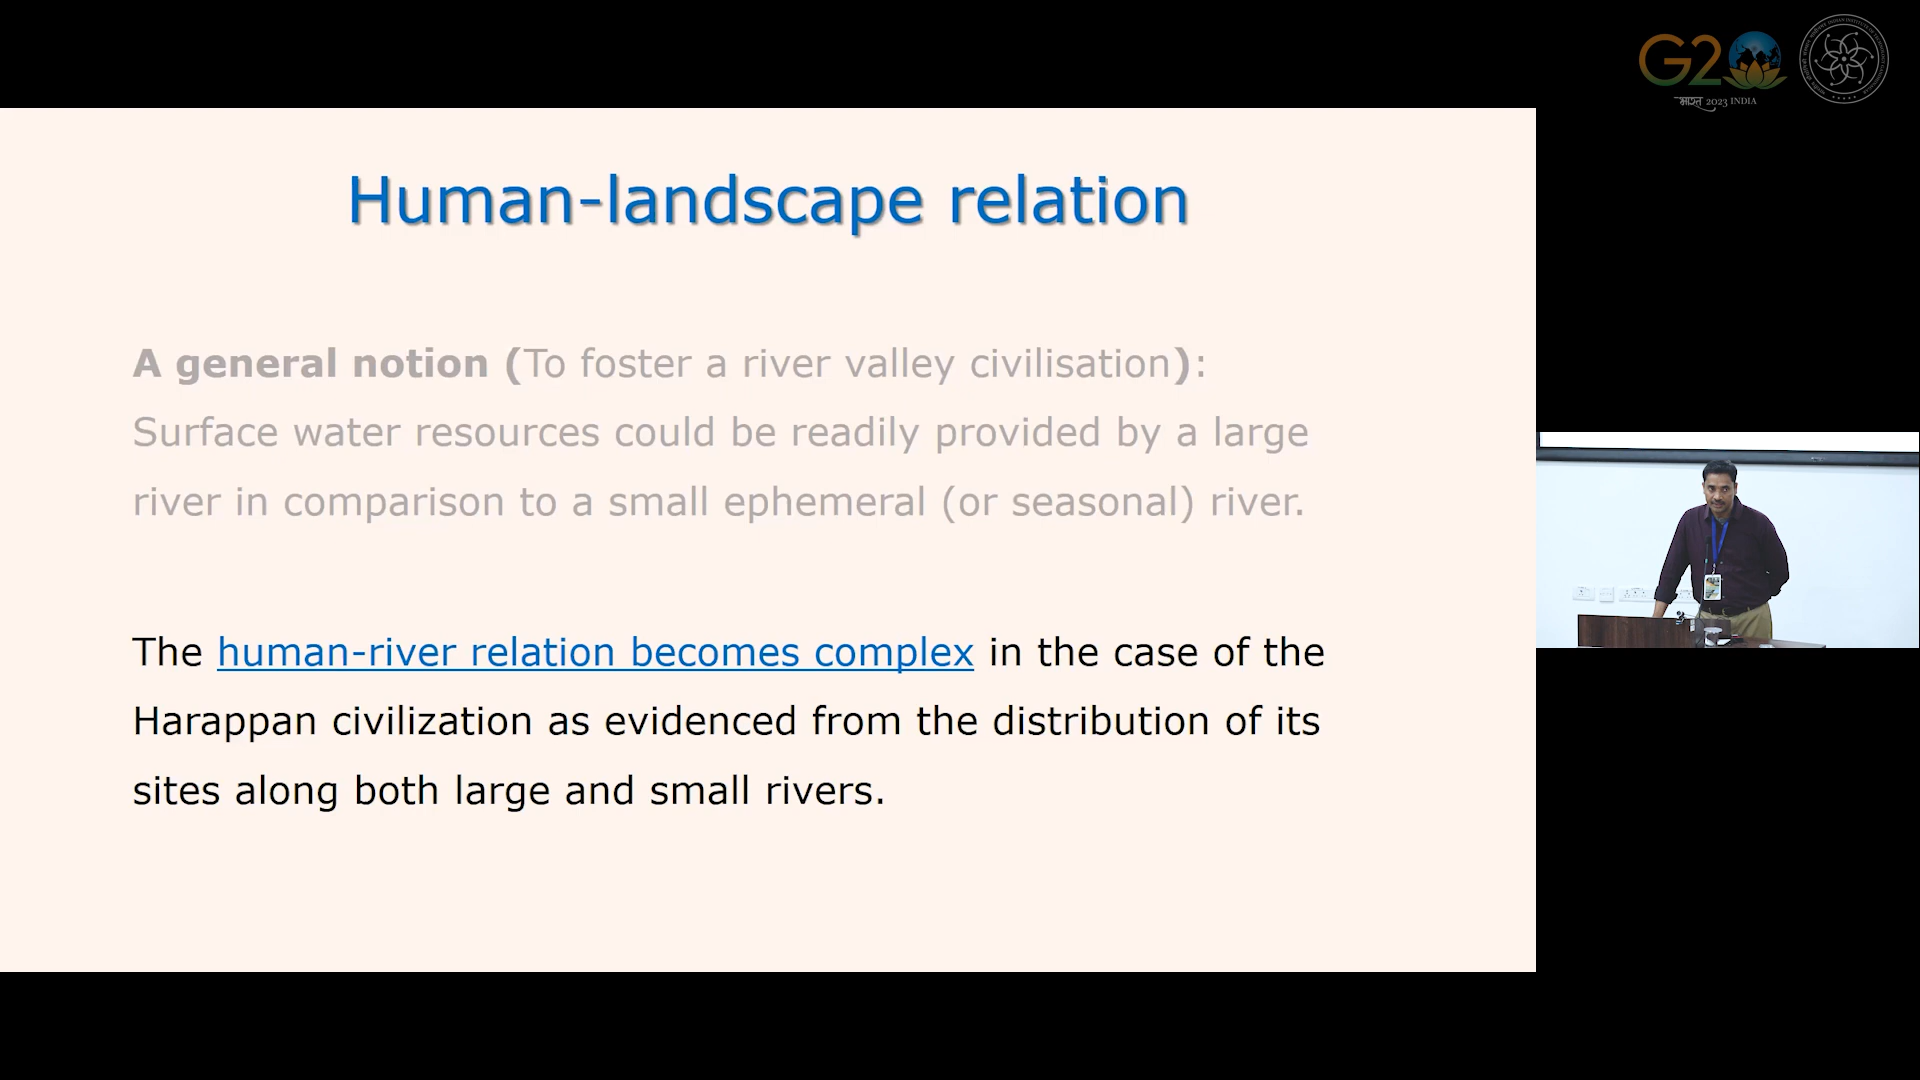 G20
भारत 2023 INDIA
Human-landscape relation
A general notion (To foster a river valley civilisation):
Surface water resources could be readily provided by a large
river in comparison to a small ephemeral (or seasonal) river.
The human-river relation becomes complex in the case of the
Harappan civilization as evidenced from the distribution of its
sites along both large and small rivers.